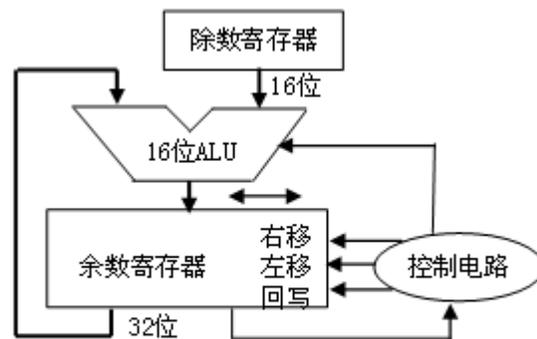 除数寄存器
16位
16位ALU
右移
余数寄存器
左移
控制电路
回写
32位